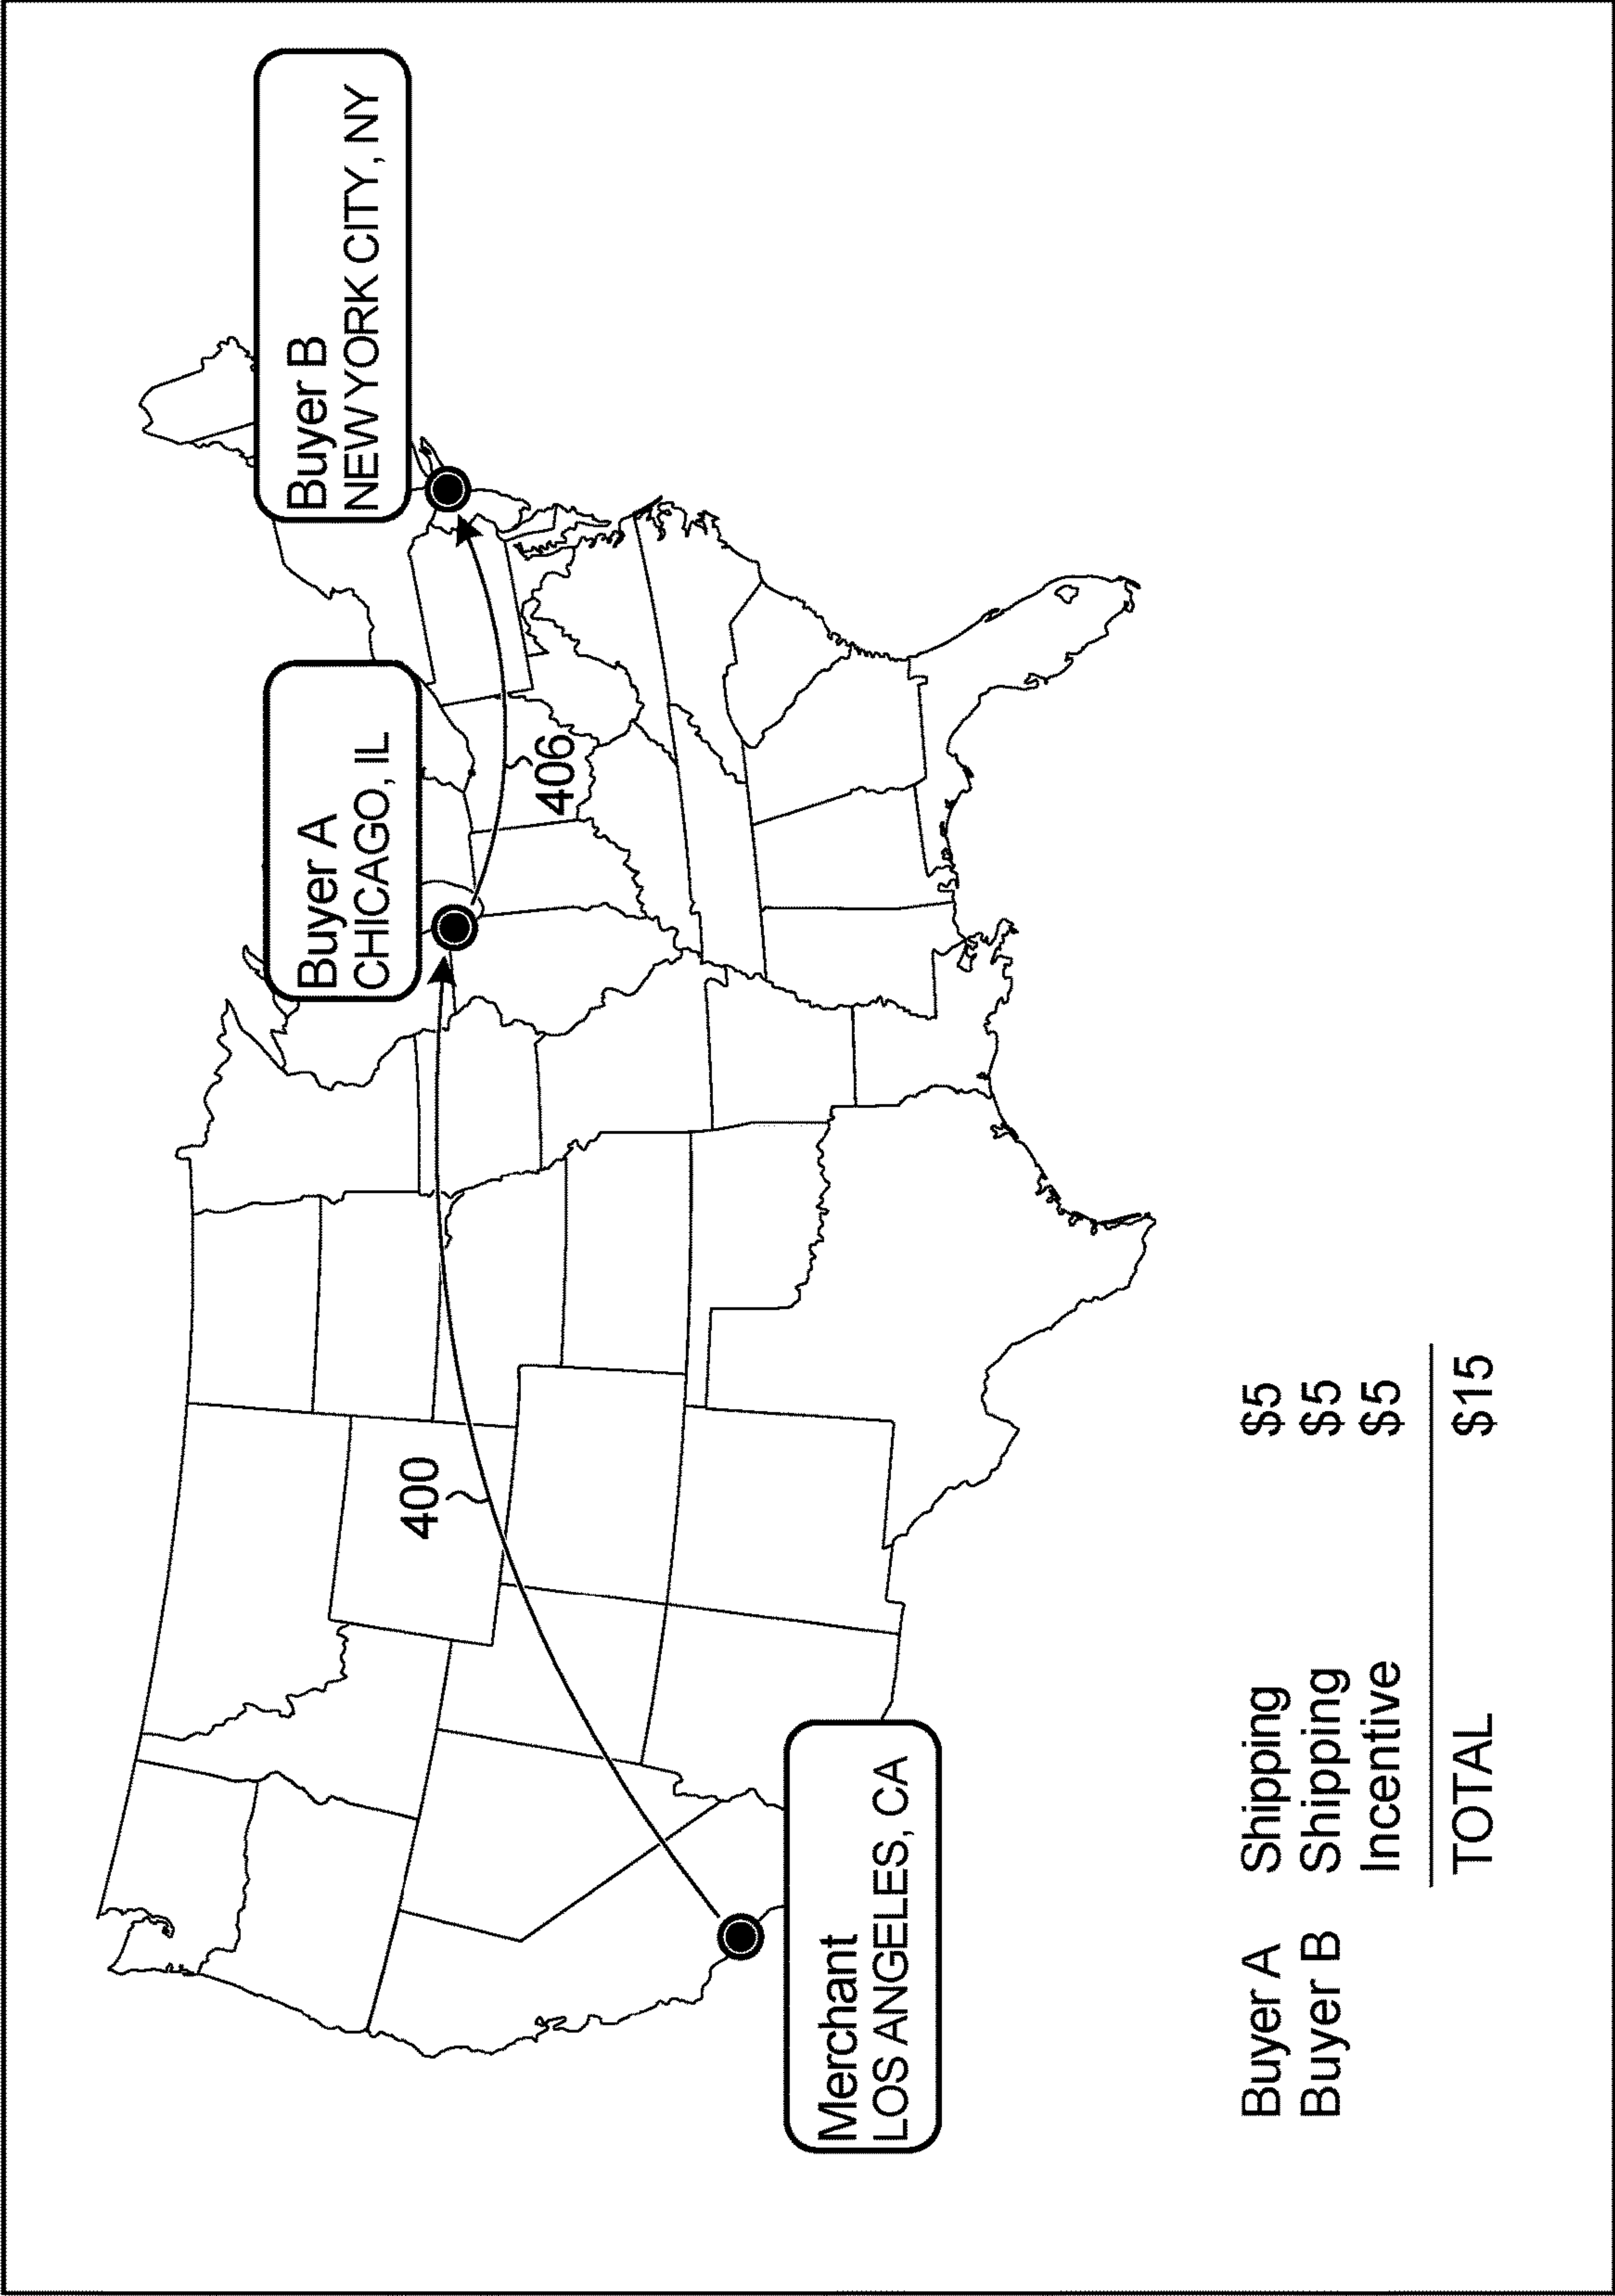 Buyer B
NEW YORK CITY, NY
Buyer A
CHICAGO, IL
406
400
Merchant
LOS ANGELES, CA
Buyer A Shipping $5
Buyer B Shipping $5
Incentive $5
TOTAL $15